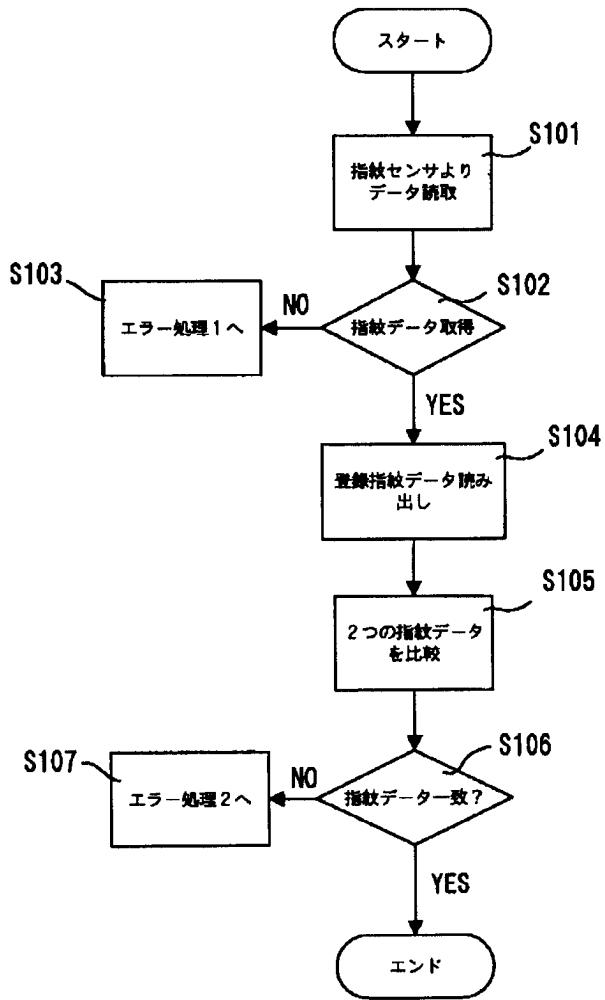 スタート
S101
指紋センサより
データ読取
S103
S102
エラー処理1へ
NO
指紋データ取得
YES
S104
登録指紋データ読み
出し
S105
2つの指紋データ
を比較
S107
S106
エラー処理2へ
NO
指紋データ一致?
YES
エンド